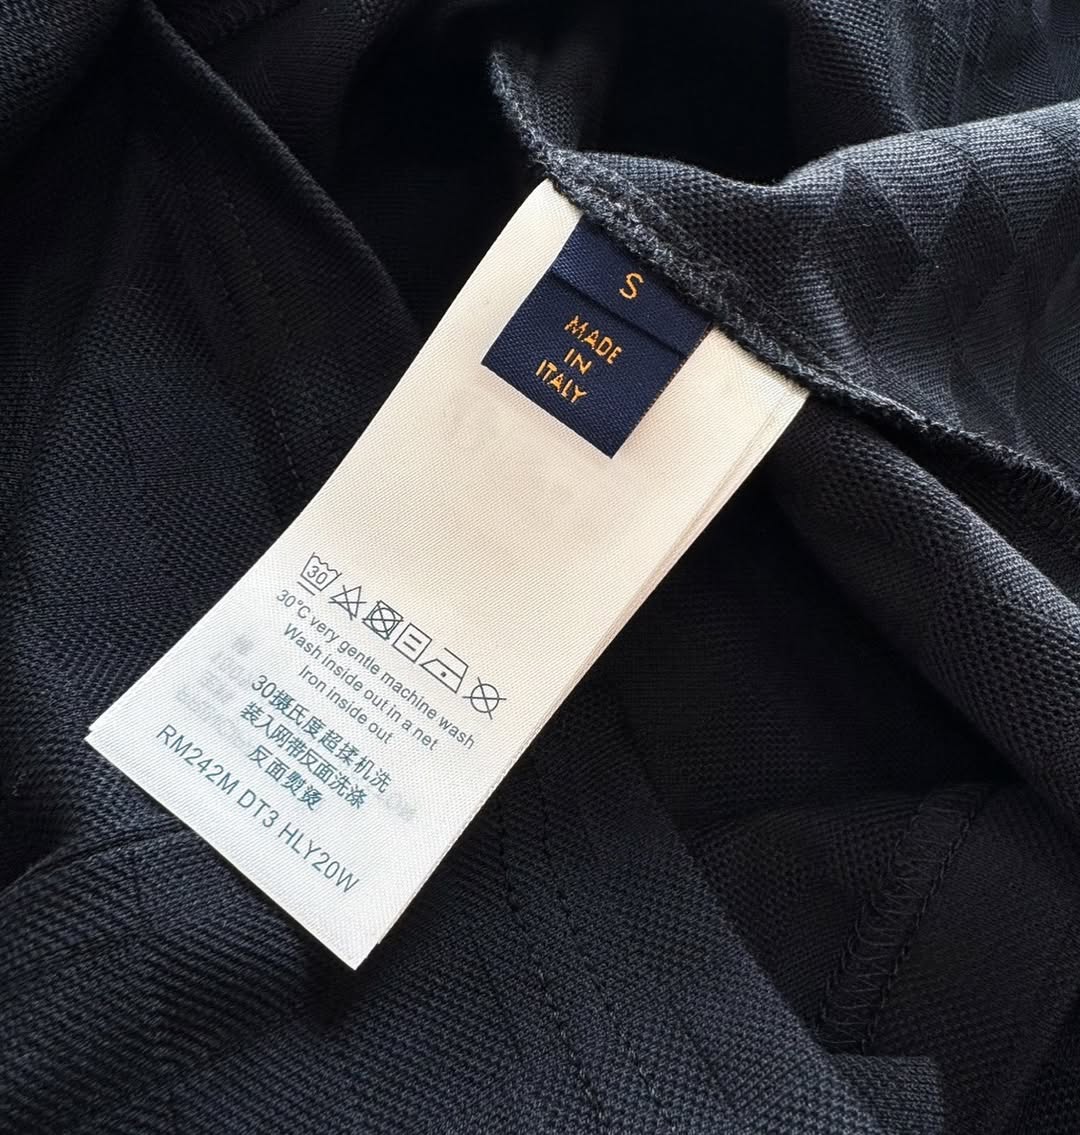 S
MADE
IN
ITALY
30
30°C very gentle machine wash
Wash inside out in a net
Iron inside out
30摄氏度超揉机洗
装入网带反面洗涤
反面熨烫
RM242M DT3 HLY20W